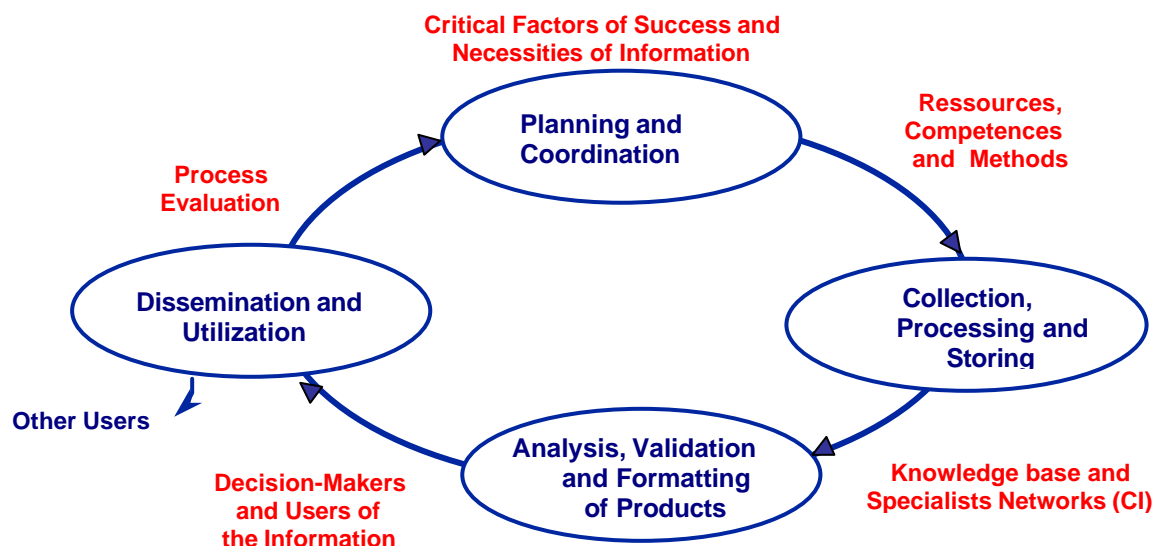 Critical Factors of Success and
Necessities of Information
Planning and
Coordination
Ressources,
Competences
and Methods
Process
Evaluation
Dissemination and
Utilization
Collection,
Processing and
Storing
Other Users
Analysis, Validation
and Formatting
of Products
Decision-Makers
and Users of
the Information
Knowledge base and
Specialists Networks (CI)